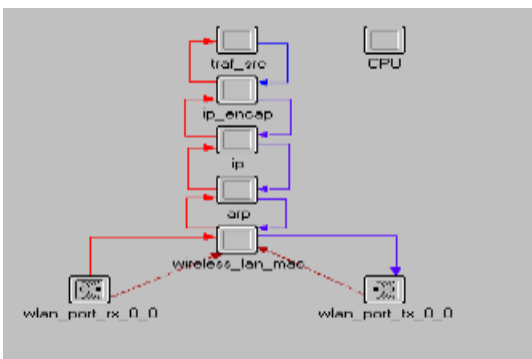 traf_src
CPU
ip_encap
ip
arp
wireless_lan_mac
wlan_port_rx_0_0
wlan_port_tx_0_0